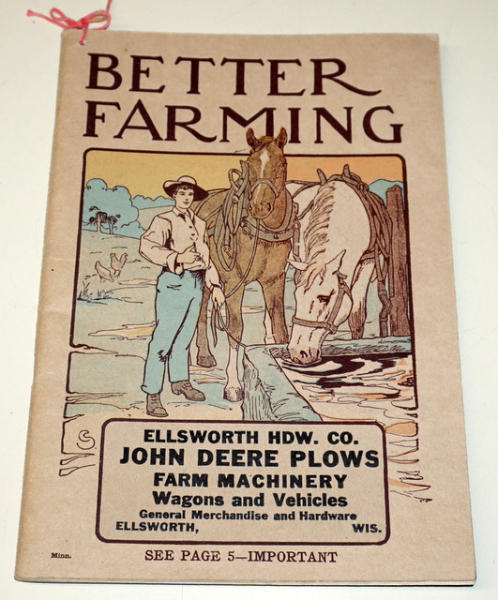 BETTER
FARMING
ELLSWORTH HDW. CO.
JOHN DEERE PLOWS
FARM MACHINERY
Wagons and Vehicles
General Merchandise and Hardware
ELLSWORTH, WIS.
Minn. SEE PAGE 5—IMPORTANT